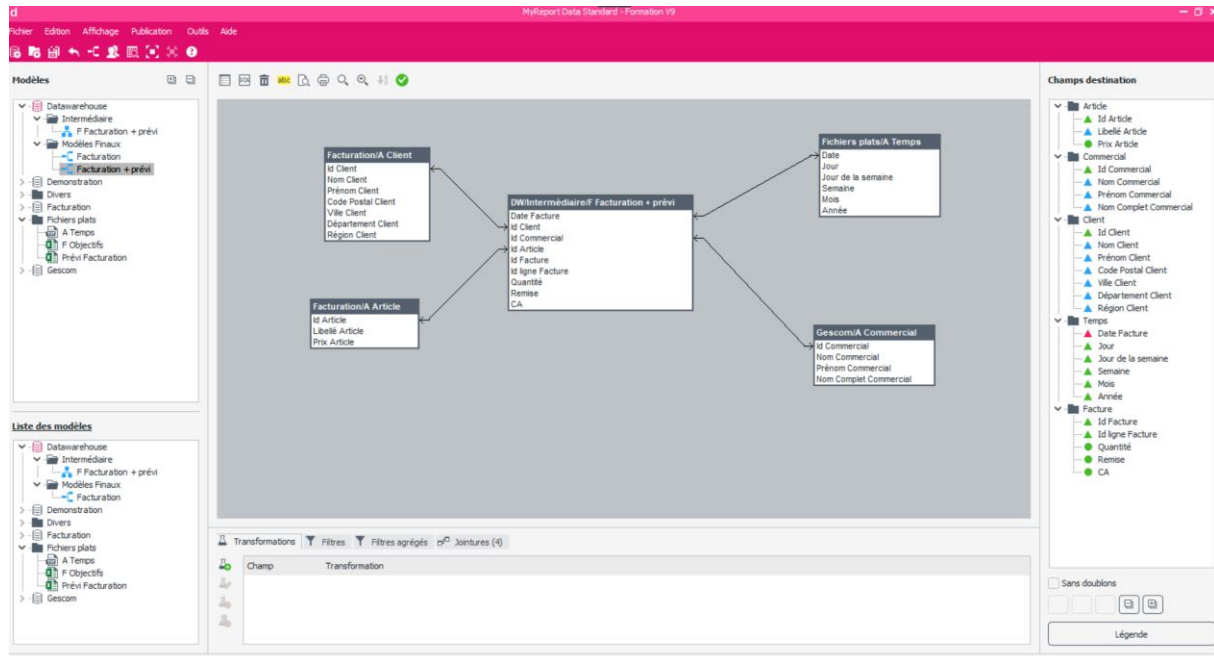 d MyReport Data Standard - Formation V9
Fichier Edition Affichage Publication Outils Aide
Modèles
Datawarehouse
Intermédiaire
F Facturation + prévi
Modèles Finaux
Facturation
Facturation + prévi
Demonstration
Divers
Facturation
Fichiers plats
A Temps
F Objectifs
Prévi Facturation
Gescom
Liste des modèles
Datawarehouse
Intermédiaire
F Facturation + prévi
Modèles Finaux
Facturation
Demonstration
Divers
Facturation
Fichiers plats
A Temps
F Objectifs
Prévi Facturation
Gescom
abc
Facturation/A Client
Id Client
Nom Client
Prénom Client
Code Postal Client
Ville Client
Département Client
Région Client
Facturation/A Article
Id Article
Libellé Article
Prix Article
DW/Intermédiaire/F Facturation + prévi
Date Facture
Id Client
Id Commercial
Id Article
Id Facture
Id ligne Facture
Quantité
Remise
CA
Fichiers plats/A Temps
Date
Jour
Jour de la semaine
Semaine
Mois
Année
Gescom/A Commercial
Id Commercial
Nom Commercial
Prénom Commercial
Nom Complet Commercial
Transformations Filtres Filtres agrégés Jointures (4)
Champ Transformation
Champs destination
Article
Id Article
Libellé Article
Prix Article
Commercial
Id Commercial
Nom Commercial
Prénom Commercial
Nom Complet Commercial
Client
Id Client
Nom Client
Prénom Client
Code Postal Client
Ville Client
Département Client
Région Client
Temps
Date Facture
Jour
Jour de la semaine
Semaine
Mois
Année
Facture
Id Facture
Id ligne Facture
Quantité
Remise
CA
Sans doublons
Légende